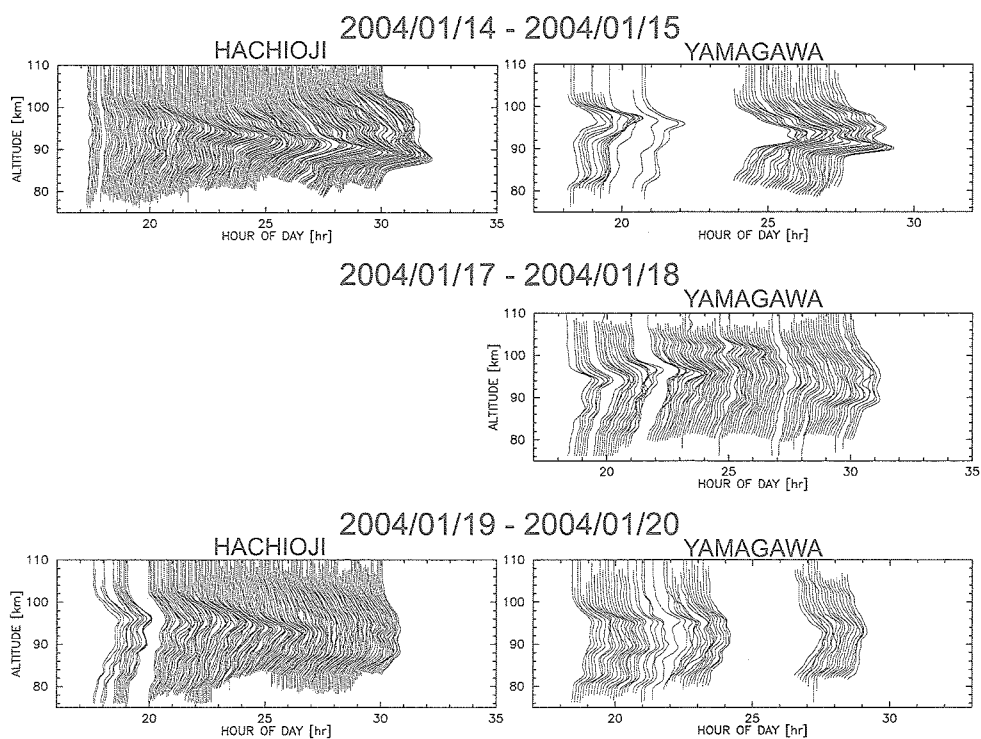 2004/01/14 - 2004/01/15
HACHIOJI
YAMAGAWA
110
100
90
80
ALTITUDE [km]
20 25 30 35
HOUR OF DAY [hr]
110
100
90
80
ALTITUDE [km]
20 25 30
HOUR OF DAY [hr]
2004/01/17 - 2004/01/18
YAMAGAWA
110
100
90
80
ALTITUDE [km]
20 25 30 35
HOUR OF DAY [hr]
2004/01/19 - 2004/01/20
HACHIOJI
YAMAGAWA
110
100
90
80
ALTITUDE [km]
20 25 30 35
HOUR OF DAY [hr]
110
100
90
80
ALTITUDE [km]
20 25 30
HOUR OF DAY [hr]